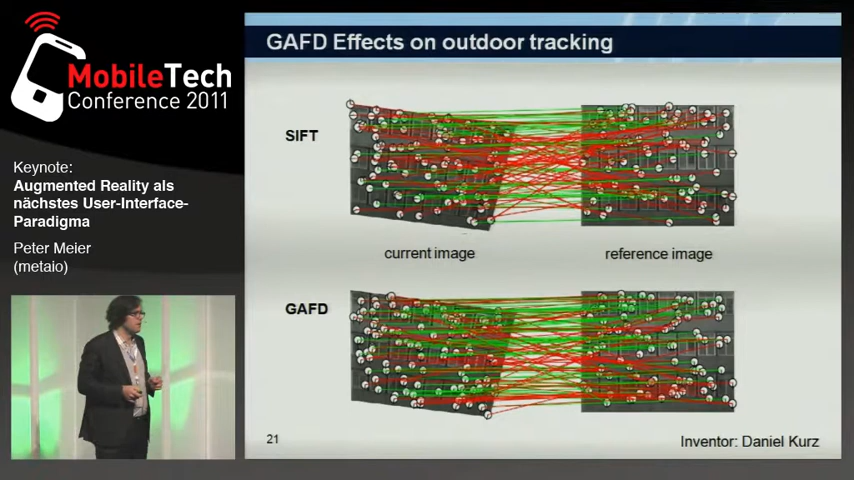 MobileTech
Conference 2011
Keynote:
Augmented Reality als
nächstes User-Interface-
Paradigma
Peter Meier
(metaio)
GAFD Effects on outdoor tracking
SIFT
current image
reference image
GAFD
21
Inventor: Daniel Kurz